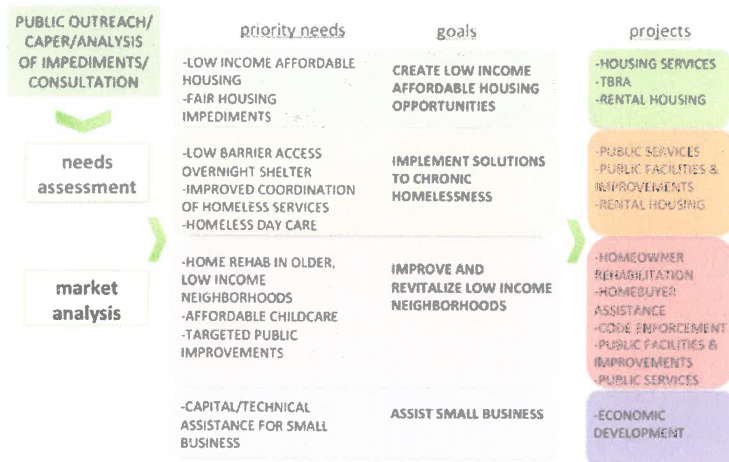 PUBLIC OUTREACH/
CAPER/ANALYSIS
OF IMPEDIMENTS/
CONSULTATION
needs
assessment
market
analysis
priority needs
goals
projects
-LOW INCOME AFFORDABLE
HOUSING
-FAIR HOUSING
IMPEDIMENTS
CREATE LOW INCOME
AFFORDABLE HOUSING
OPPORTUNITIES
-HOUSING SERVICES
-TBRA
-RENTAL HOUSING
-LOW BARRIER ACCESS
OVERNIGHT SHELTER
-IMPROVED COORDINATION
OF HOMELESS SERVICES
-HOMELESS DAY CARE
IMPLEMENT SOLUTIONS
TO CHRONIC
HOMELESSNESS
-PUBLIC SERVICES
-PUBLIC FACILITIES &
IMPROVEMENTS
-RENTAL HOUSING
-HOME REHAB IN OLDER,
LOW INCOME
NEIGHBORHOODS
-AFFORDABLE CHILDCARE
-TARGETED PUBLIC
IMPROVEMENTS
IMPROVE AND
REVITALIZE LOW INCOME
NEIGHBORHOODS
-HOMEOWNER
REHABILITATION
-HOMEBUYER
ASSISTANCE
-CODE ENFORCEMENT
-PUBLIC FACILITIES &
IMPROVEMENTS
-PUBLIC SERVICES
-CAPITAL/TECHNICAL
ASSISTANCE FOR SMALL
BUSINESS
ASSIST SMALL BUSINESS
-ECONOMIC
DEVELOPMENT